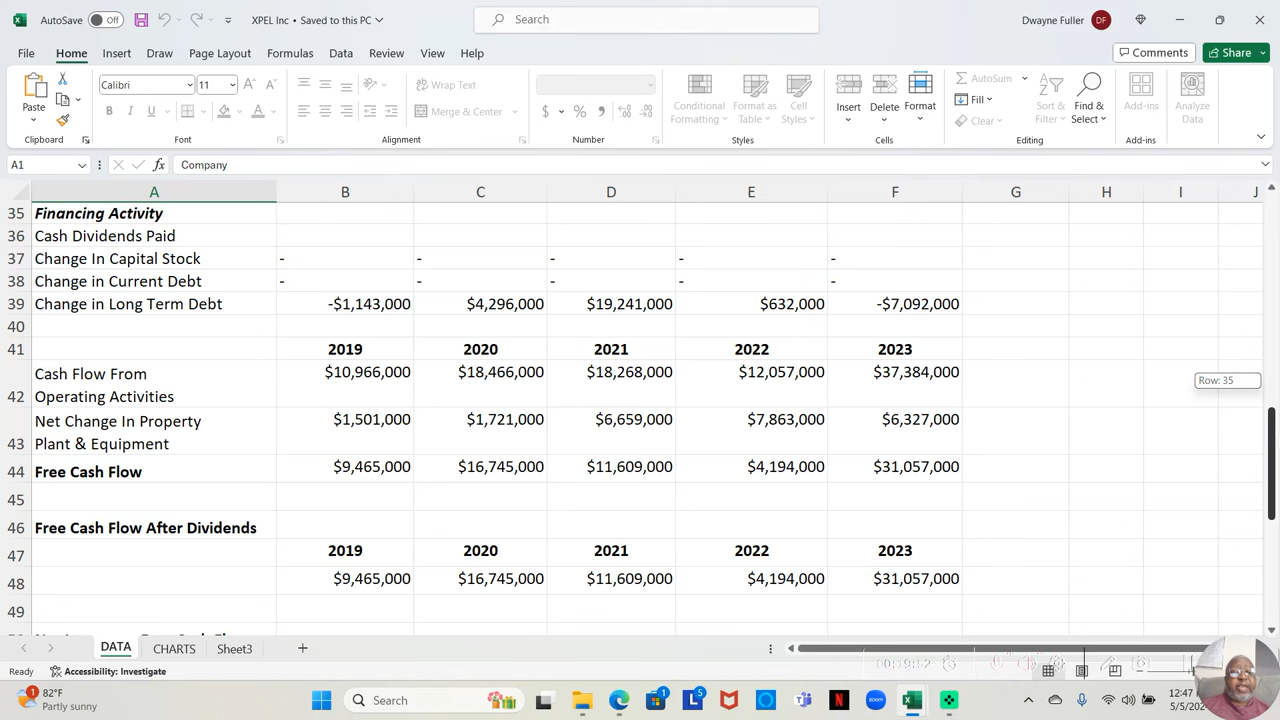 AutoSave Off XPEL Inc • Saved to this PC Search Dwayne Fuller DF
File Home Insert Draw Page Layout Formulas Data Review View Help Comments Share
Calibri 11 Wrap Text AutoSum
Paste B I U Merge & Center $ % Conditional Formatting Format as Table Cell Styles Insert Delete Format Fill Clear Sort & Filter Find & Select Add-ins Analyze Data
Clipboard Font Alignment Number Styles Cells Editing Add-ins
A1 fx Company
A B C D E F G H I J
35 Financing Activity
36 Cash Dividends Paid
37 Change In Capital Stock - - - - -
38 Change in Current Debt - - - - -
39 Change in Long Term Debt -$1,143,000 $4,296,000 $19,241,000 $632,000 -$7,092,000
40
41 2019 2020 2021 2022 2023
Cash Flow From $10,966,000 $18,466,000 $18,268,000 $12,057,000 $37,384,000
Row: 35
42 Operating Activities
Net Change In Property $1,501,000 $1,721,000 $6,659,000 $7,863,000 $6,327,000
43 Plant & Equipment
44 Free Cash Flow $9,465,000 $16,745,000 $11,609,000 $4,194,000 $31,057,000
45
46 Free Cash Flow After Dividends
47 2019 2020 2021 2022 2023
48 $9,465,000 $16,745,000 $11,609,000 $4,194,000 $31,057,000
49
DATA CHARTS Sheet3 +
Ready Accessibility: Investigate 00:19:52
1 82°F Search 1 5 zoom 12:47
Partly sunny 5/5/2